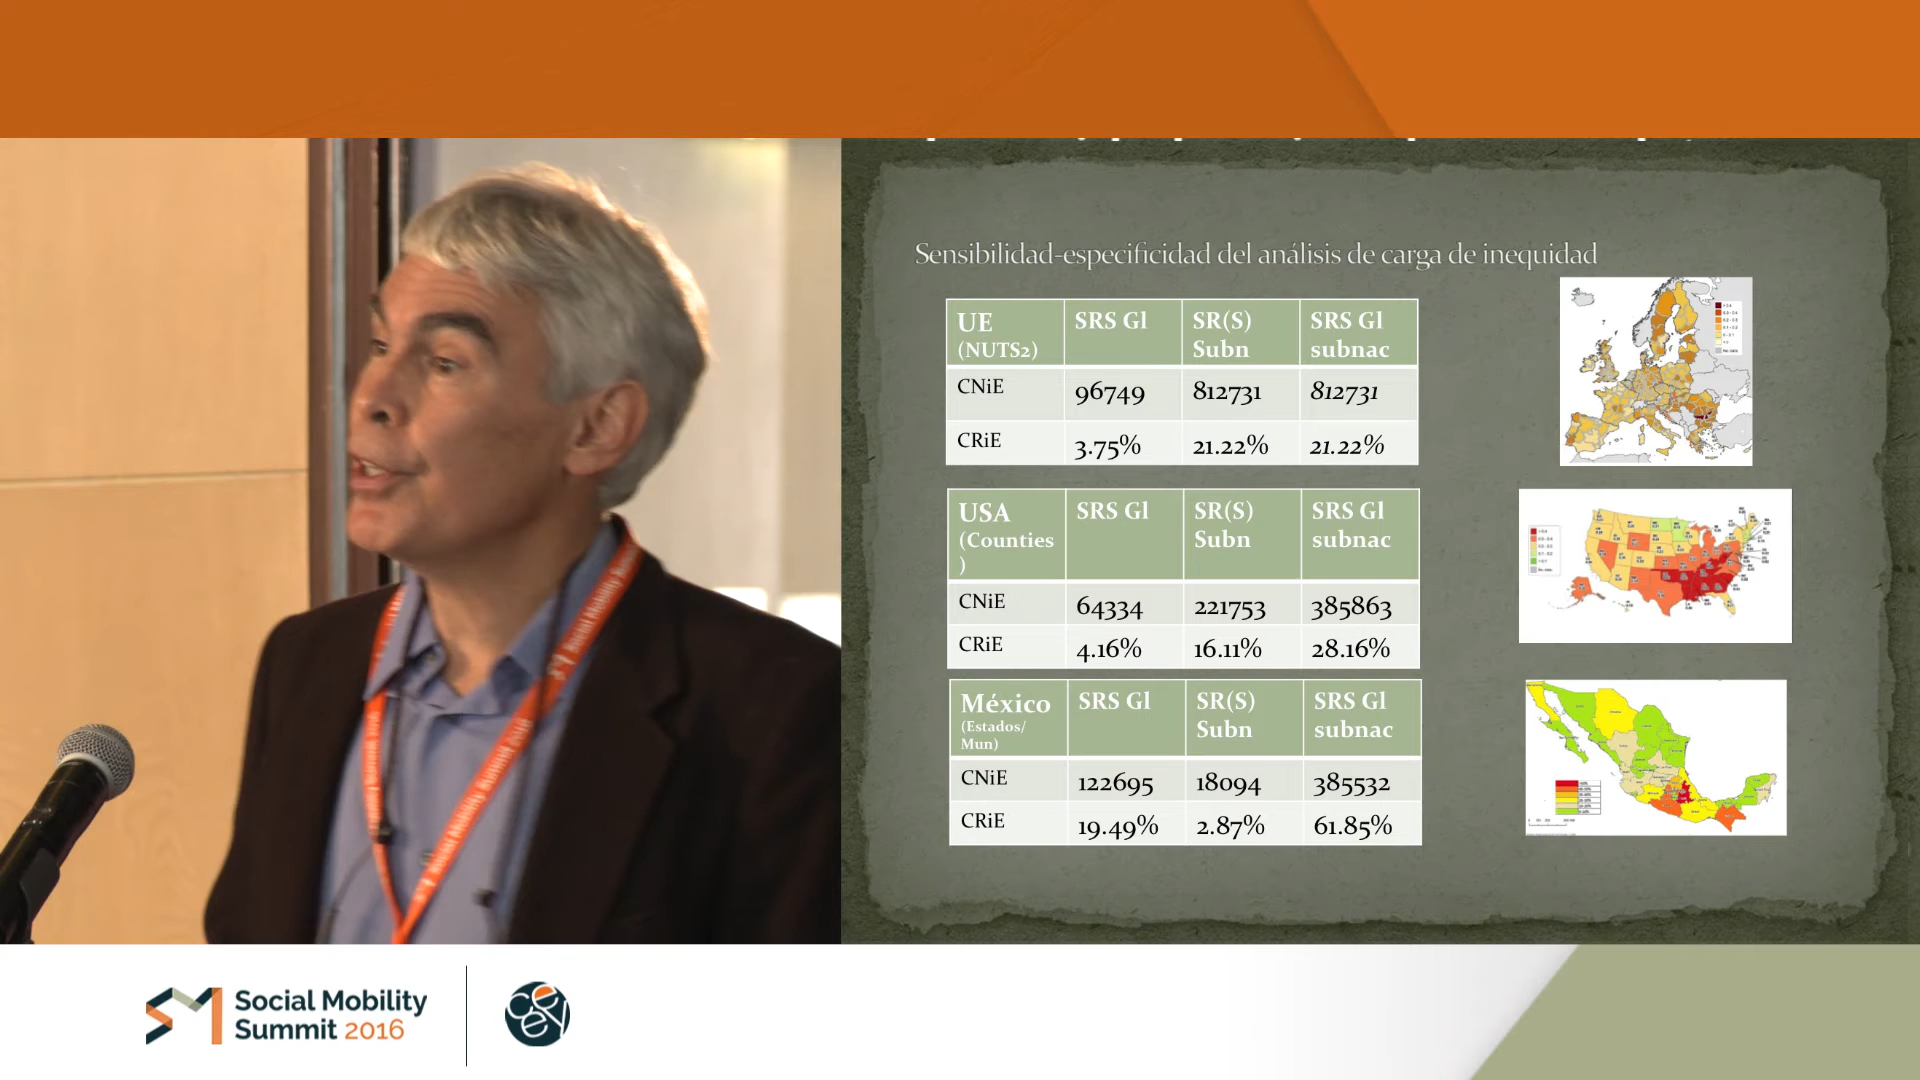 Sensibilidad-especificidad del análisis de carga de inequidad
UE
(NUTS2)
SRS Gl
SR(S)
Subn
SRS Gl
subnac
CNiE
96749
812731
812731
CRiE
3.75%
21.22%
21.22%
USA
(Counties
)
SRS Gl
SR(S)
Subn
SRS Gl
subnac
CNiE
64334
221753
385863
CRiE
4.16%
16.11%
28.16%
México
(Estados/
Mun)
SRS Gl
SR(S)
Subn
SRS Gl
subnac
CNiE
122695
18094
385532
CRiE
19.49%
2.87%
61.85%
SM
Social Mobility
Summit 2016
ceey